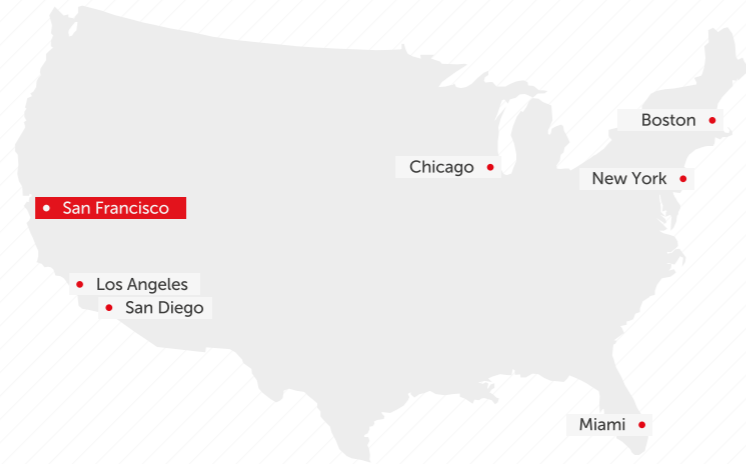 Boston
Chicago
New York
San Francisco
Los Angeles
San Diego
Miami